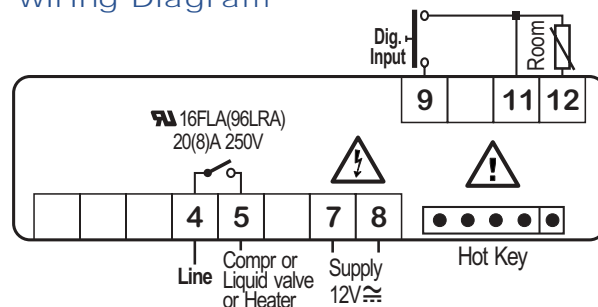 Wiring Diagram
Dig.
Input
Room
9 11 12
16FLA(96LRA)
20(8)A 250V
4 5 7 8
Line
Compr or
Liquid valve
or Heater
Supply
12V≂
Hot Key